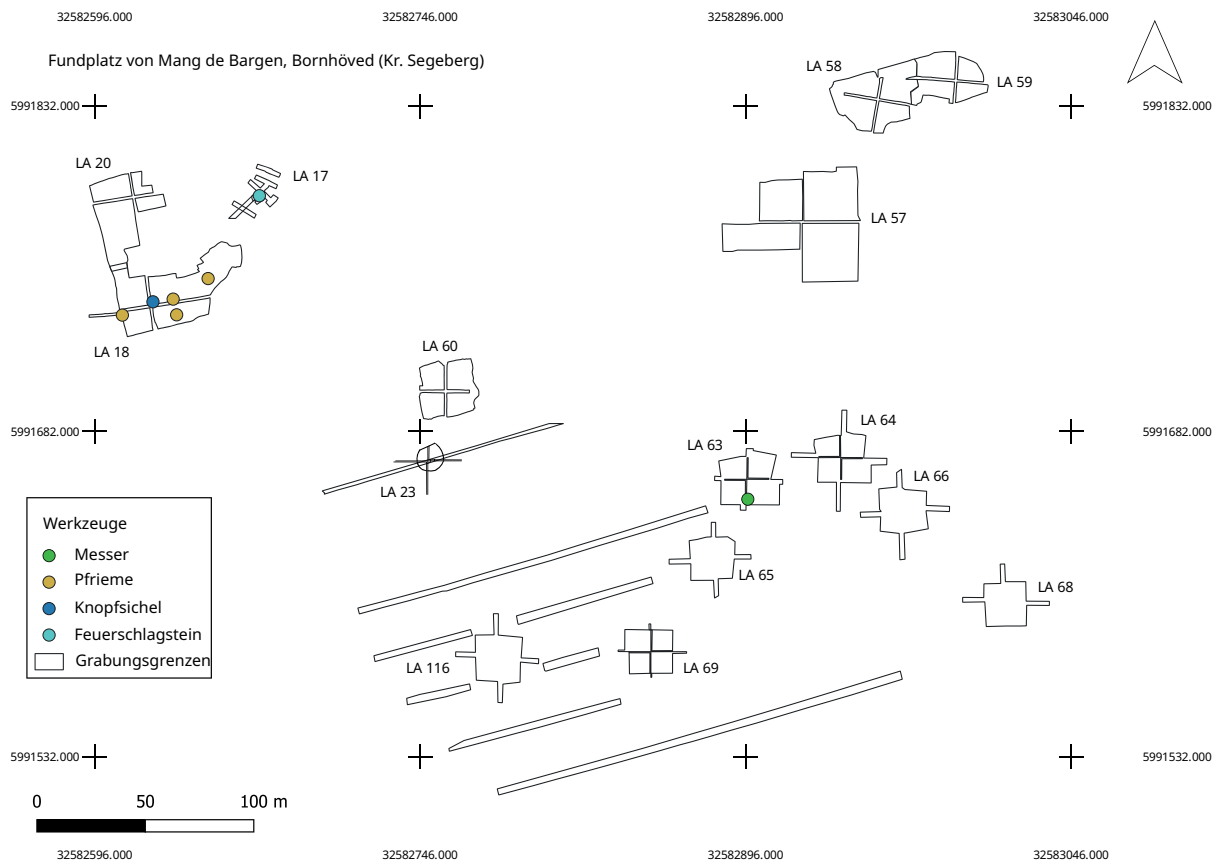 32582596.000 32582746.000 32582896.000 32583046.000
Fundplatz von Mang de Bargen, Bornhöved (Kr. Segeberg)
LA 58
LA 59
5991832.000 5991832.000
LA 20
LA 17
LA 57
LA 18
LA 60
5991682.000 5991682.000
LA 64
LA 63
LA 66
LA 23
Werkzeuge
Messer
Pfrieme
Knopfsichel
Feuerschlagstein
Grabungsgrenzen
LA 65
LA 68
LA 116
LA 69
5991532.000 5991532.000
0 50 100 m
32582596.000 32582746.000 32582896.000 32583046.000